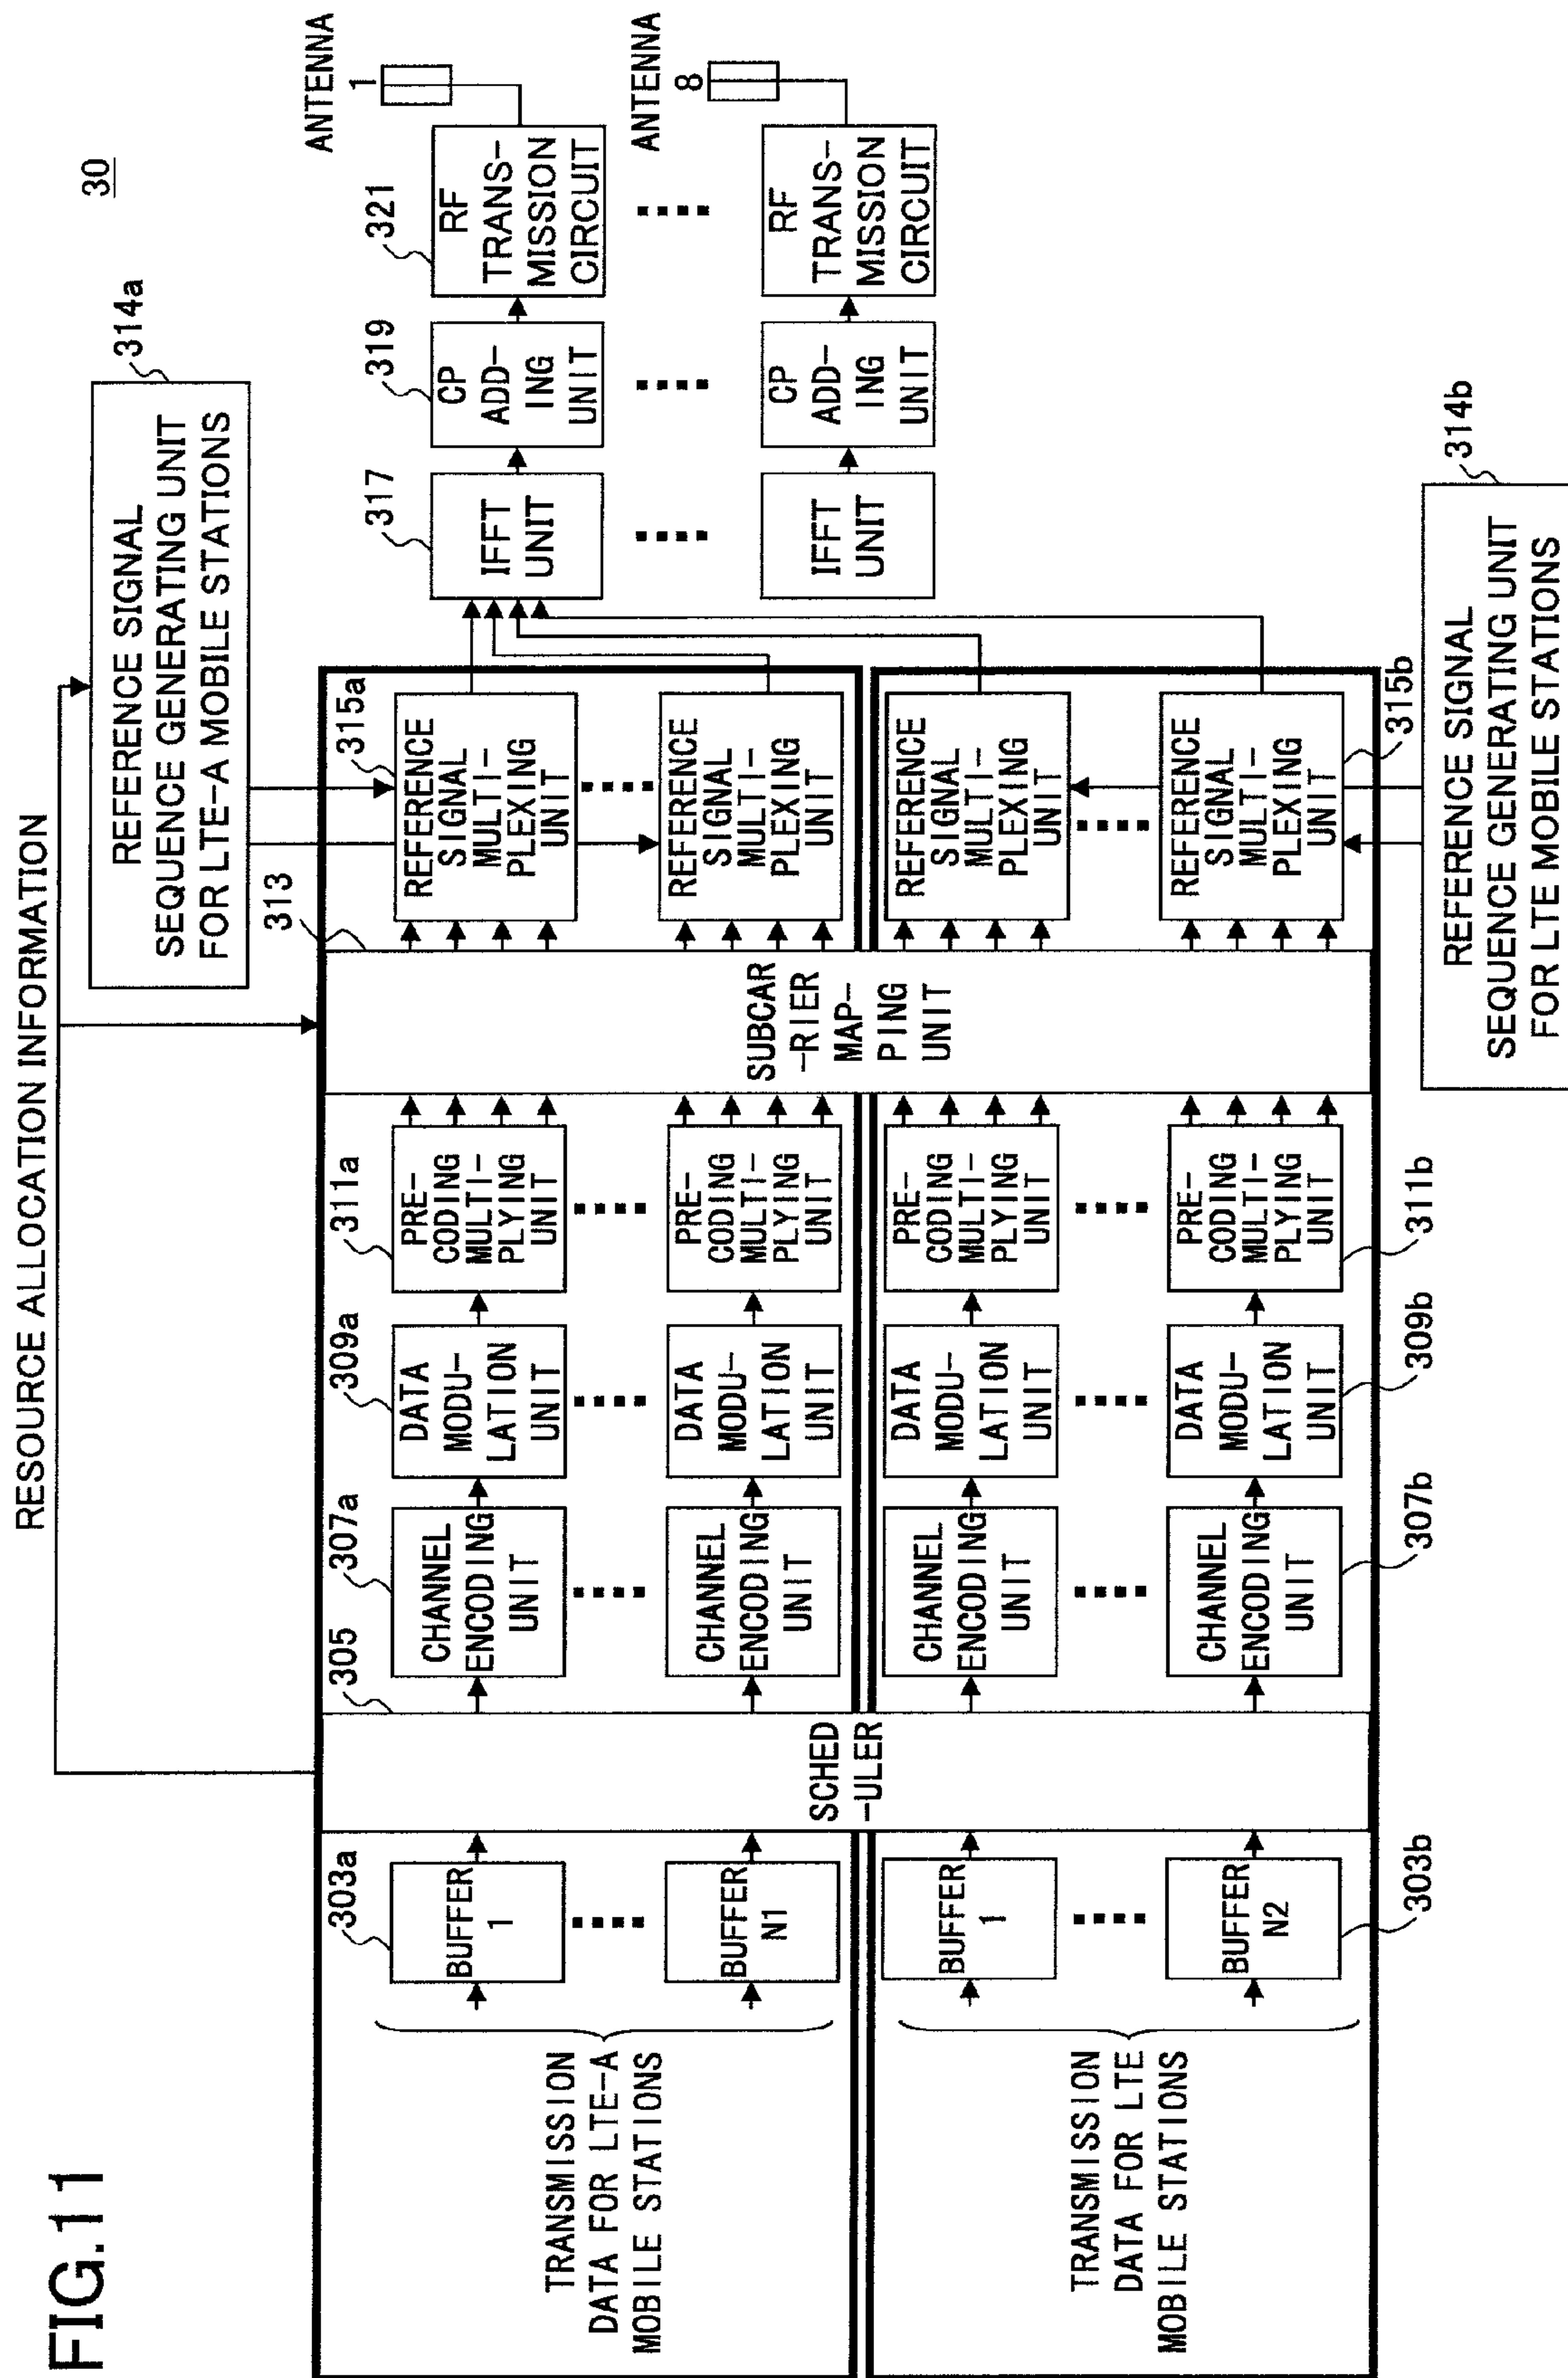 FIG.11
30
RESOURCE ALLOCATION INFORMATION
REFERENCE SIGNAL
SEQUENCE GENERATING UNIT
FOR LTE-A MOBILE STATIONS
314a
TRANSMISSION
DATA FOR LTE-A
MOBILE STATIONS
303a
BUFFER
1
BUFFER
N1
305
SCHED
-ULER
307a
CHANNEL
ENCODING
UNIT
CHANNEL
ENCODING
UNIT
309a
DATA
MODU-
LATION
UNIT
DATA
MODU-
LATION
UNIT
311a
PRE-
CODING
MULTI-
PLYING
UNIT
PRE-
CODING
MULTI-
PLYING
UNIT
313
SUBCAR
-RIER
MAP-
PING
UNIT
315a
REFERENCE
SIGNAL
MULTI-
PLEXING
UNIT
REFERENCE
SIGNAL
MULTI-
PLEXING
UNIT
317
IFFT
UNIT
IFFT
UNIT
319
CP
ADD-
ING
UNIT
CP
ADD-
ING
UNIT
321
RF
TRANS-
MISSION
CIRCUIT
RF
TRANS-
MISSION
CIRCUIT
ANTENNA
1
ANTENNA
8
TRANSMISSION
DATA FOR LTE
MOBILE STATIONS
BUFFER
1
BUFFER
N2
303b
CHANNEL
ENCODING
UNIT
CHANNEL
ENCODING
UNIT
307b
DATA
MODU-
LATION
UNIT
DATA
MODU-
LATION
UNIT
309b
PRE-
CODING
MULTI-
PLYING
UNIT
PRE-
CODING
MULTI-
PLYING
UNIT
311b
REFERENCE
SIGNAL
MULTI-
PLEXING
UNIT
REFERENCE
SIGNAL
MULTI-
PLEXING
UNIT
315b
314b
REFERENCE SIGNAL
SEQUENCE GENERATING UNIT
FOR LTE MOBILE STATIONS